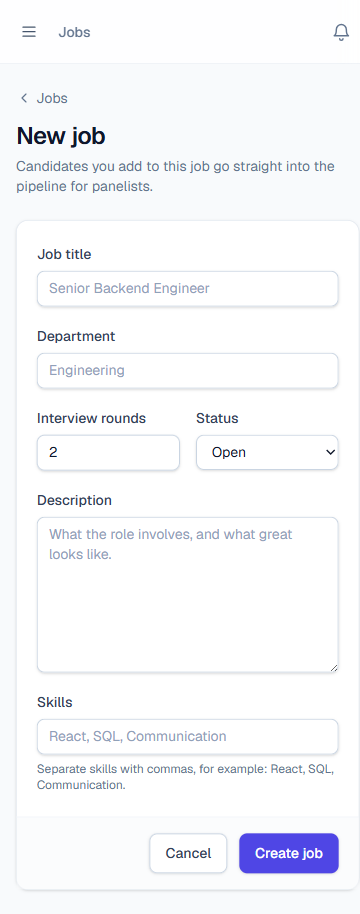 Jobs
Jobs
New job
Candidates you add to this job go straight into the
pipeline for panelists.
Job title
Senior Backend Engineer
Department
Engineering
Interview rounds
Status
2
Open
Description
What the role involves, and what great
looks like.
Skills
React, SQL, Communication
Separate skills with commas, for example: React, SQL,
Communication.
Cancel
Create job